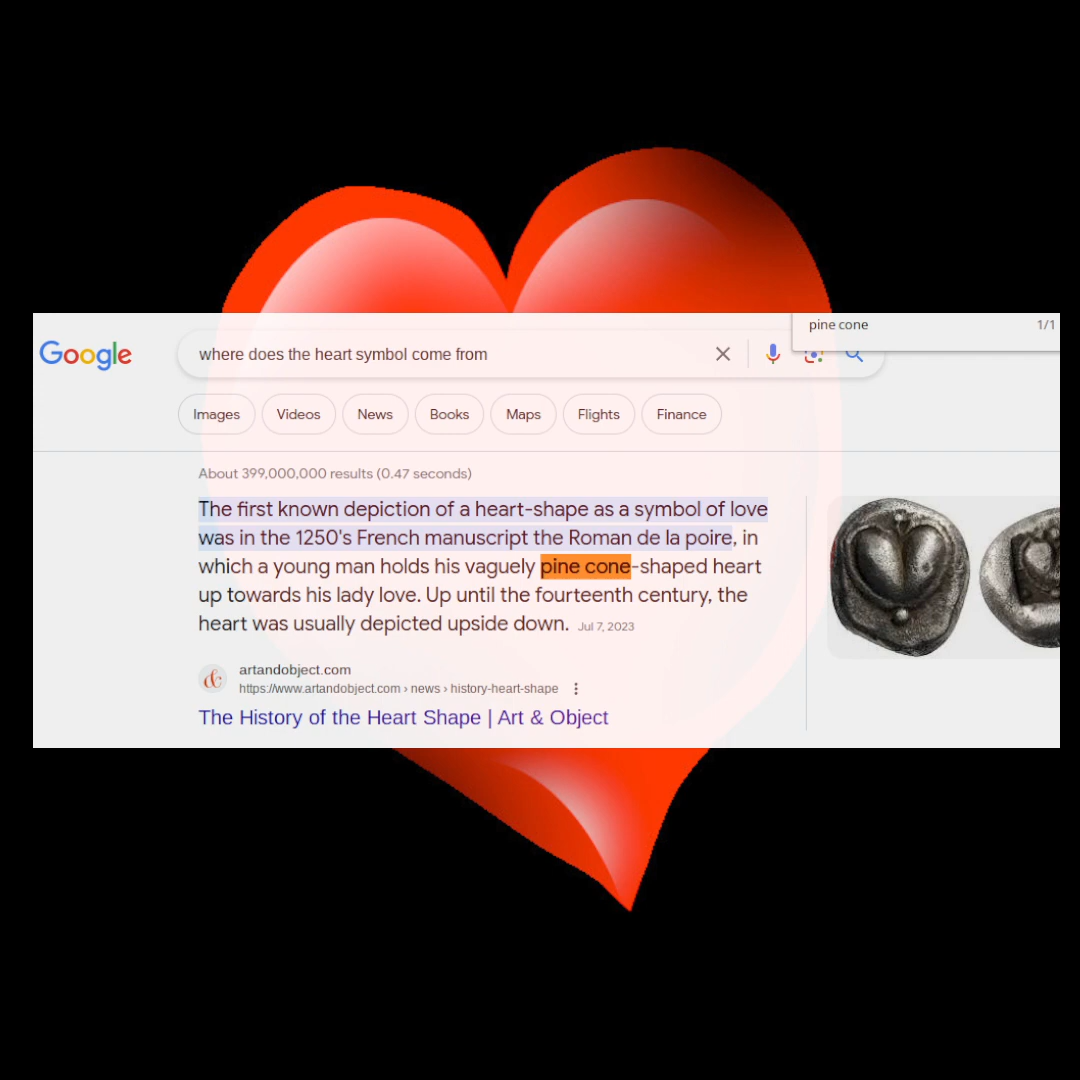 pine cone 1/1
Google
where does the heart symbol come from
Images Videos News Books Maps Flights Finance
About 399,000,000 results (0.47 seconds)
The first known depiction of a heart-shape as a symbol of love
was in the 1250's French manuscript the Roman de la poire, in
which a young man holds his vaguely pine cone-shaped heart
up towards his lady love. Up until the fourteenth century, the
heart was usually depicted upside down. Jul 7, 2023
artandobject.com
https://www.artandobject.com › news › history-heart-shape
The History of the Heart Shape | Art & Object